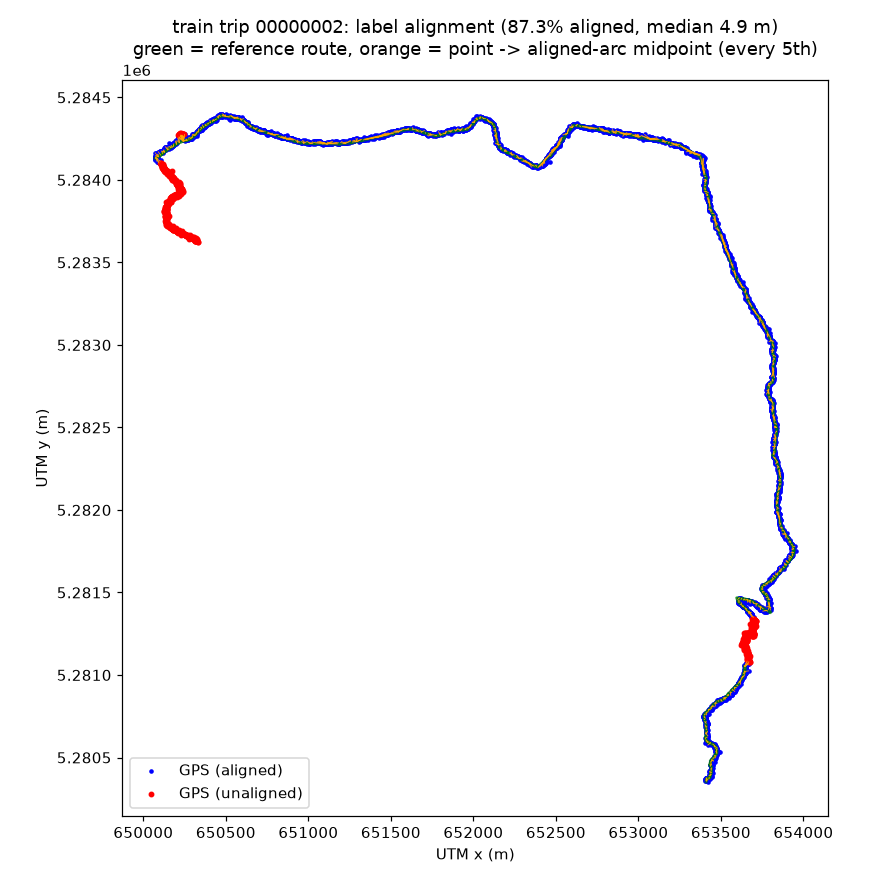 train trip 00000002: label alignment (87.3% aligned, median 4.9 m)
green = reference route, orange = point -> aligned-arc midpoint (every 5th)
1e6
5.2845
5.2840
5.2835
5.2830
5.2825
5.2820
5.2815
5.2810
5.2805
UTM y (m)
GPS (aligned)
GPS (unaligned)
650000 650500 651000 651500 652000 652500 653000 653500 654000
UTM x (m)